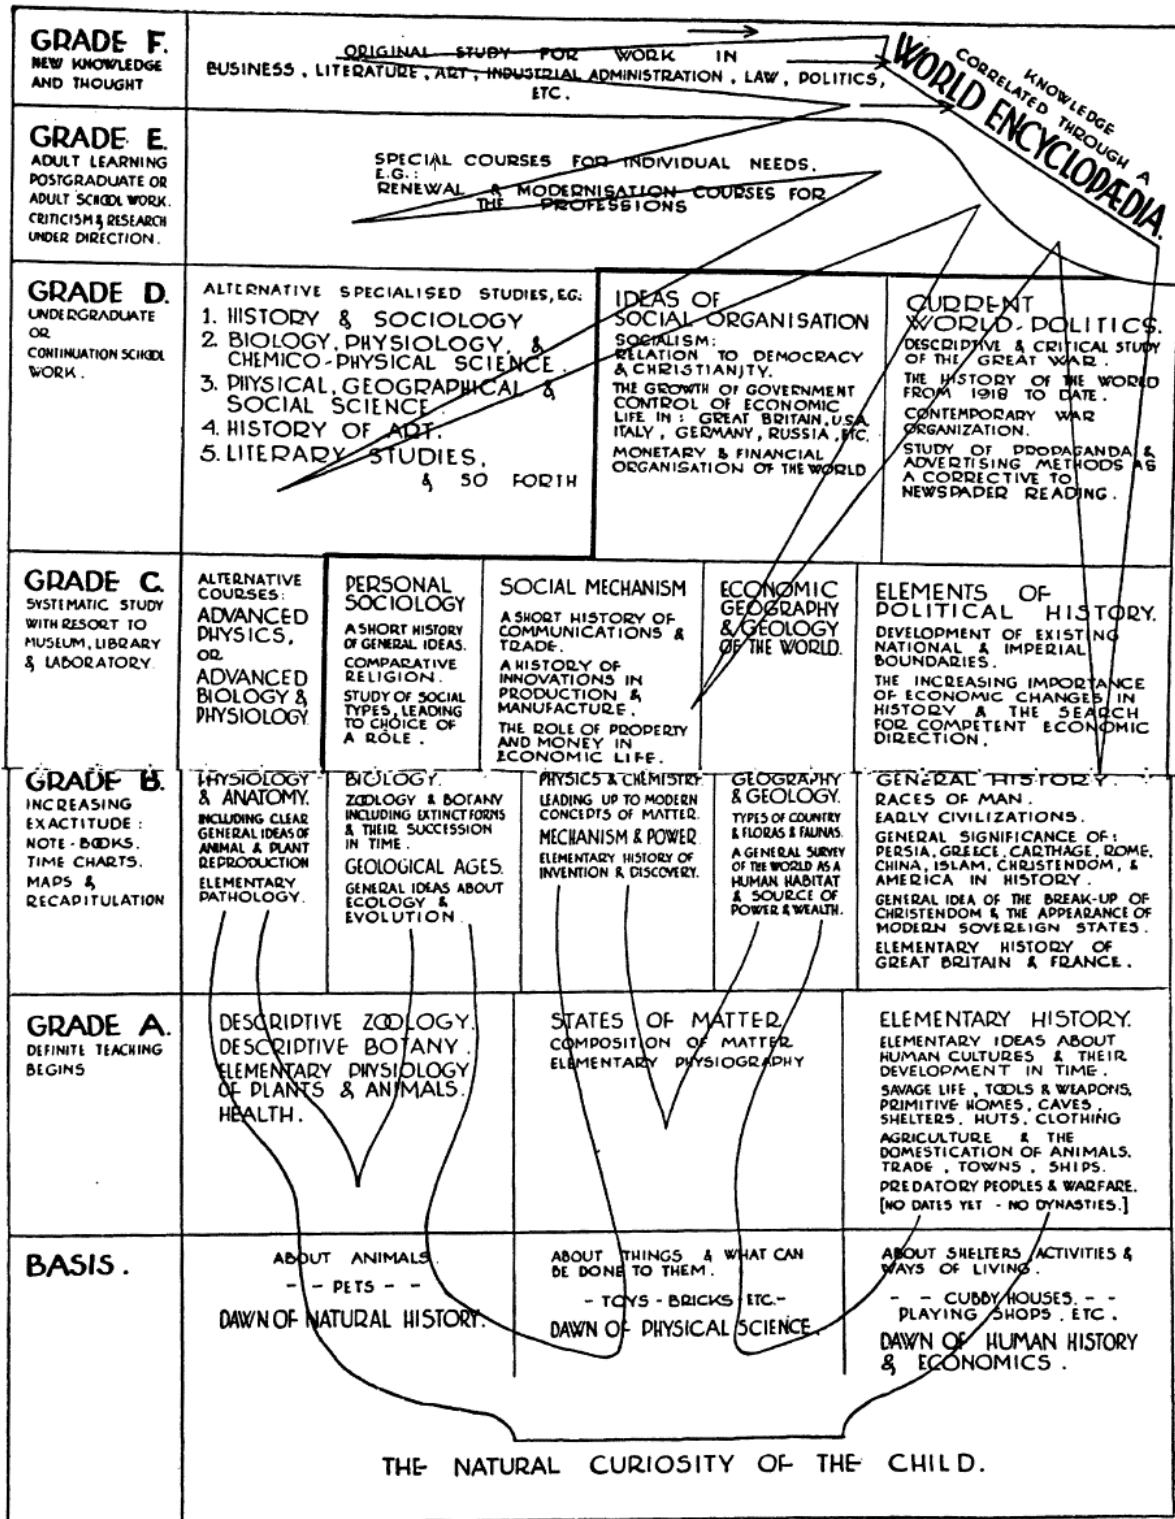 GRADE F.
NEW KNOWLEDGE
AND THOUGHT
ORIGINAL STUDY FOR WORK IN
BUSINESS, LITERATURE, ART, INDUSTRIAL ADMINISTRATION, LAW, POLITICS,
ETC.
KNOWLEDGE
CORRELATED THROUGH A
WORLD ENCYCLOPÆDIA.
GRADE E.
ADULT LEARNING
POSTGRADUATE OR
ADULT SCHOOL WORK.
CRITICISM & RESEARCH
UNDER DIRECTION.
SPECIAL COURSES FOR INDIVIDUAL NEEDS.
E.G.:
RENEWAL & MODERNISATION COURSES FOR
THE PROFESSIONS
GRADE D.
UNDERGRADUATE
OR
CONTINUATION SCHOOL
WORK.
ALTERNATIVE SPECIALISED STUDIES, E.G:
1. HISTORY & SOCIOLOGY
2. BIOLOGY, PHYSIOLOGY, &
CHEMICO-PHYSICAL SCIENCE.
3. PHYSICAL, GEOGRAPHICAL &
SOCIAL SCIENCE.
4. HISTORY OF ART.
5. LITERARY STUDIES,
& SO FORTH
IDEAS OF
SOCIAL ORGANISATION
SOCIALISM:
RELATION TO DEMOCRACY
& CHRISTIANITY.
THE GROWTH OF GOVERNMENT
CONTROL OF ECONOMIC
LIFE IN: GREAT BRITAIN, U.S.A.
ITALY, GERMANY, RUSSIA, ETC.
MONETARY & FINANCIAL
ORGANISATION OF THE WORLD
CURRENT
WORLD-POLITICS.
DESCRIPTIVE & CRITICAL STUDY
OF THE GREAT WAR.
THE HISTORY OF THE WORLD
FROM 1918 TO DATE.
CONTEMPORARY WAR
ORGANIZATION.
STUDY OF PROPAGANDA &
ADVERTISING METHODS AS
A CORRECTIVE TO
NEWSPAPER READING.
GRADE C.
SYSTEMATIC STUDY
WITH RESORT TO
MUSEUM, LIBRARY
& LABORATORY.
ALTERNATIVE
COURSES:
ADVANCED
PHYSICS,
OR
ADVANCED
BIOLOGY &
PHYSIOLOGY.
PERSONAL
SOCIOLOGY
A SHORT HISTORY
OF GENERAL IDEAS.
COMPARATIVE
RELIGION.
STUDY OF SOCIAL
TYPES, LEADING
TO CHOICE OF
A RÔLE.
SOCIAL MECHANISM
A SHORT HISTORY OF
COMMUNICATIONS &
TRADE.
A HISTORY OF
INNOVATIONS IN
PRODUCTION &
MANUFACTURE.
THE ROLE OF PROPERTY
AND MONEY IN
ECONOMIC LIFE.
ECONOMIC
GEOGRAPHY
& GEOLOGY
OF THE WORLD.
ELEMENTS OF
POLITICAL HISTORY.
DEVELOPMENT OF EXISTING
NATIONAL & IMPERIAL
BOUNDARIES.
THE INCREASING IMPORTANCE
OF ECONOMIC CHANGES IN
HISTORY & THE SEARCH
FOR COMPETENT ECONOMIC
DIRECTION.
GRADE B.
INCREASING
EXACTITUDE:
NOTE-BOOKS.
TIME CHARTS.
MAPS &
RECAPITULATION
PHYSIOLOGY
& ANATOMY.
INCLUDING CLEAR
GENERAL IDEAS OF
ANIMAL & PLANT
REPRODUCTION
ELEMENTARY
PATHOLOGY.
BIOLOGY.
ZOOLOGY & BOTANY
INCLUDING EXTINCT FORMS
& THEIR SUCCESSION
IN TIME.
GEOLOGICAL AGES.
GENERAL IDEAS ABOUT
ECOLOGY &
EVOLUTION.
PHYSICS & CHEMISTRY
LEADING UP TO MODERN
CONCEPTS OF MATTER.
MECHANISM & POWER.
ELEMENTARY HISTORY OF
INVENTION & DISCOVERY.
GEOGRAPHY
& GEOLOGY.
TYPES OF COUNTRY
& FLORAS & FAUNAS.
A GENERAL SURVEY
OF THE WORLD AS A
HUMAN HABITAT
& SOURCE OF
POWER & WEALTH.
GENERAL HISTORY.
RACES OF MAN.
EARLY CIVILIZATIONS.
GENERAL SIGNIFICANCE OF:
PERSIA, GREECE, CARTHAGE, ROME,
CHINA, ISLAM, CHRISTENDOM, &
AMERICA IN HISTORY.
GENERAL IDEA OF THE BREAK-UP OF
CHRISTENDOM & THE APPEARANCE OF
MODERN SOVEREIGN STATES.
ELEMENTARY HISTORY OF
GREAT BRITAIN & FRANCE.
GRADE A.
DEFINITE TEACHING
BEGINS
DESCRIPTIVE ZOOLOGY.
DESCRIPTIVE BOTANY.
ELEMENTARY PHYSIOLOGY
OF PLANTS & ANIMALS.
HEALTH.
STATES OF MATTER
COMPOSITION OF MATTER
ELEMENTARY PHYSIOGRAPHY
ELEMENTARY HISTORY.
ELEMENTARY IDEAS ABOUT
HUMAN CULTURES & THEIR
DEVELOPMENT IN TIME.
SAVAGE LIFE, TOOLS & WEAPONS,
PRIMITIVE HOMES, CAVES,
SHELTERS, HUTS, CLOTHING
AGRICULTURE & THE
DOMESTICATION OF ANIMALS.
TRADE, TOWNS, SHIPS.
PREDATORY PEOPLES & WARFARE.
[NO DATES YET - NO DYNASTIES.]
BASIS.
ABOUT ANIMALS.
- - PETS - -
DAWN OF NATURAL HISTORY.
ABOUT THINGS & WHAT CAN
BE DONE TO THEM.
- TOYS - BRICKS ETC.-
DAWN OF PHYSICAL SCIENCE.
ABOUT SHELTERS, ACTIVITIES &
WAYS OF LIVING.
- - CUBBY HOUSES. - -
PLAYING SHOPS, ETC.
DAWN OF HUMAN HISTORY
& ECONOMICS.
THE NATURAL CURIOSITY OF THE CHILD.